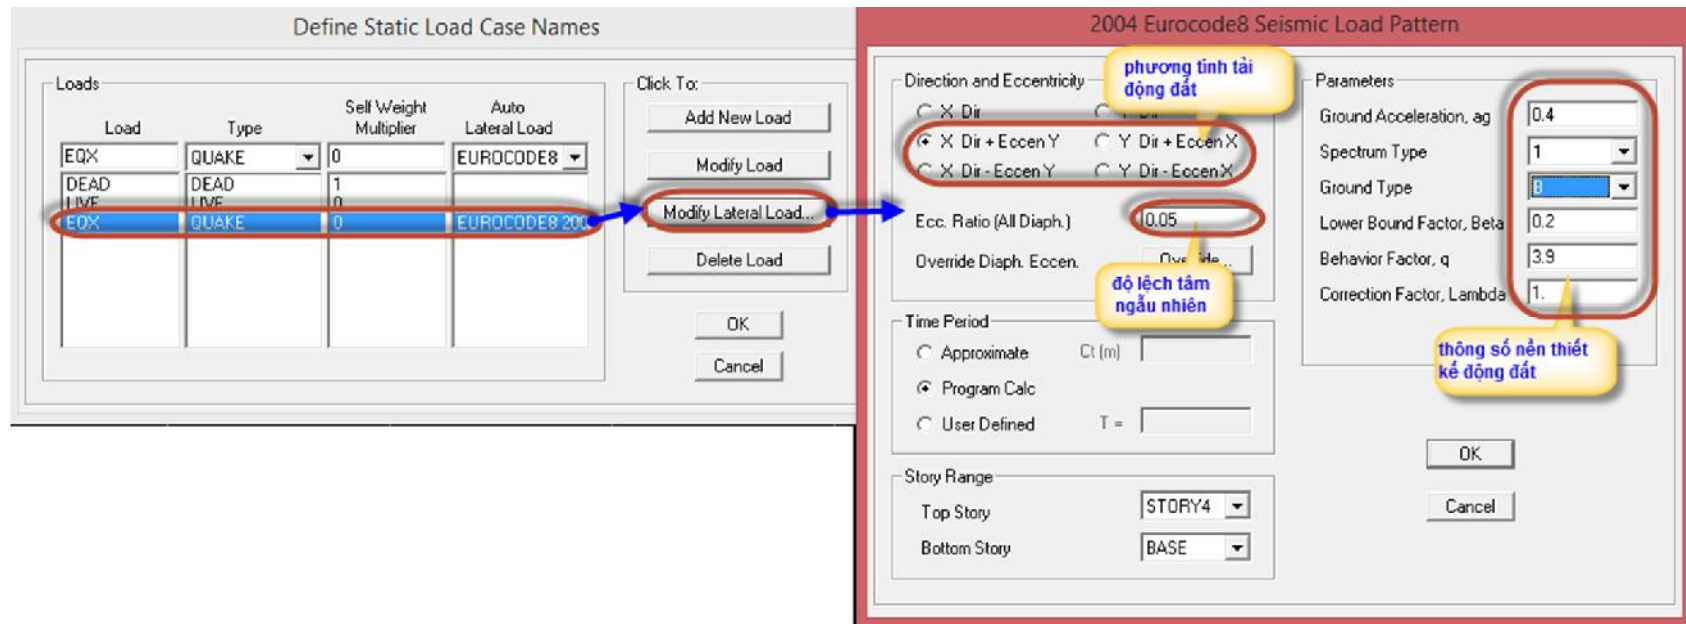 Define Static Load Case Names
Loads
Load Type Self Weight Multiplier Auto Lateral Load
EQX QUAKE 0 EUROCODE8
DEAD DEAD 1
LIVE LIVE 0
EQX QUAKE 0 EUROCODE8 200
Click To:
Add New Load
Modify Load
Modify Lateral Load...
Delete Load
OK
Cancel
2004 Eurocode8 Seismic Load Pattern
Direction and Eccentricity
phương tính tải
động đất
X Dir
X Dir + Eccen Y Y Dir + Eccen X
X Dir - Eccen Y Y Dir - Eccen X
Ecc. Ratio (All Diaph.) 0.05
Override Diaph. Eccen.
độ lệch tâm
ngẫu nhiên
Time Period
Approximate Ct (m)
Program Calc
User Defined T =
Story Range
Top Story STORY4
Bottom Story BASE
Parameters
Ground Acceleration, ag 0.4
Spectrum Type 1
Ground Type B
Lower Bound Factor, Beta 0.2
Behavior Factor, q 3.9
Correction Factor, Lambda 1.
thông số nền thiết
kế động đất
OK
Cancel